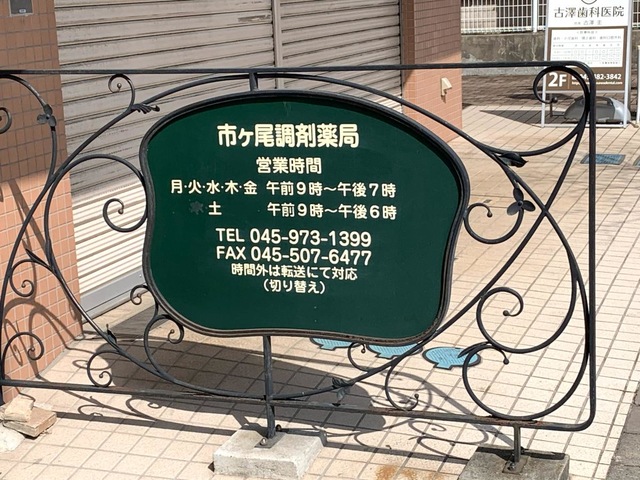 市ヶ尾調剤薬局
営業時間
月・火・水・木・金 午前9時～午後7時
土 午前9時～午後6時
TEL 045-973-1399
FAX 045-507-6477
時間外は転送にて対応
(切り替え)
古澤歯科医院
2F